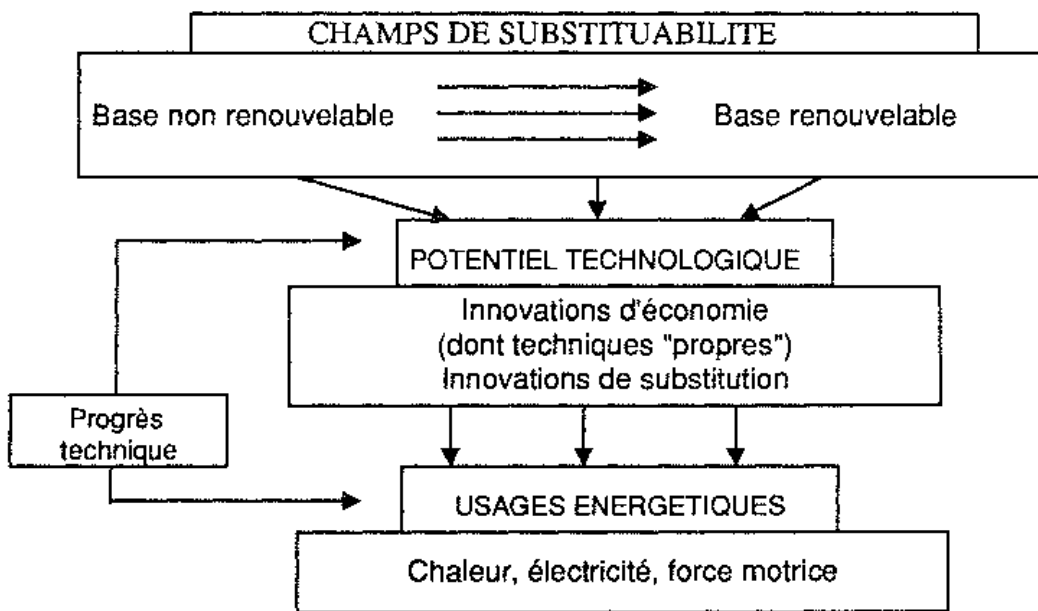 CHAMPS DE SUBSTITUABILITE
Base non renouvelable
Base renouvelable
POTENTIEL TECHNOLOGIQUE
Innovations d'économie
(dont techniques "propres")
Innovations de substitution
Progrès
technique
USAGES ENERGETIQUES
Chaleur, électricité, force motrice